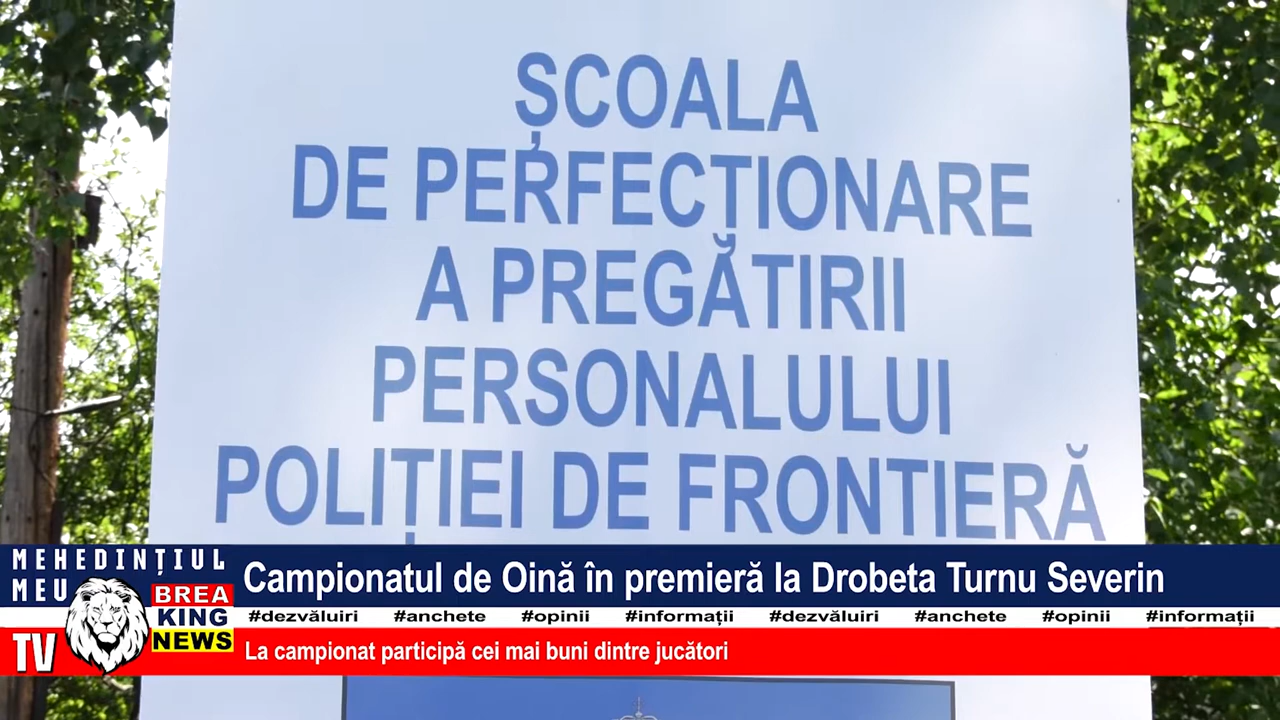 ȘCOALA
DE PERFECȚIONARE
A PREGĂTIRII
PERSONALULUI
POLIȚIEI DE FRONTIERĂ
MEHEDINȚIUL
MEU
TV
BREA
KING
NEWS
Campionatul de Oină în premieră la Drobeta Turnu Severin
#dezvăluiri #anchete #opinii #informații #dezvăluiri #anchete #opinii #informații
La campionat participă cei mai buni dintre jucători